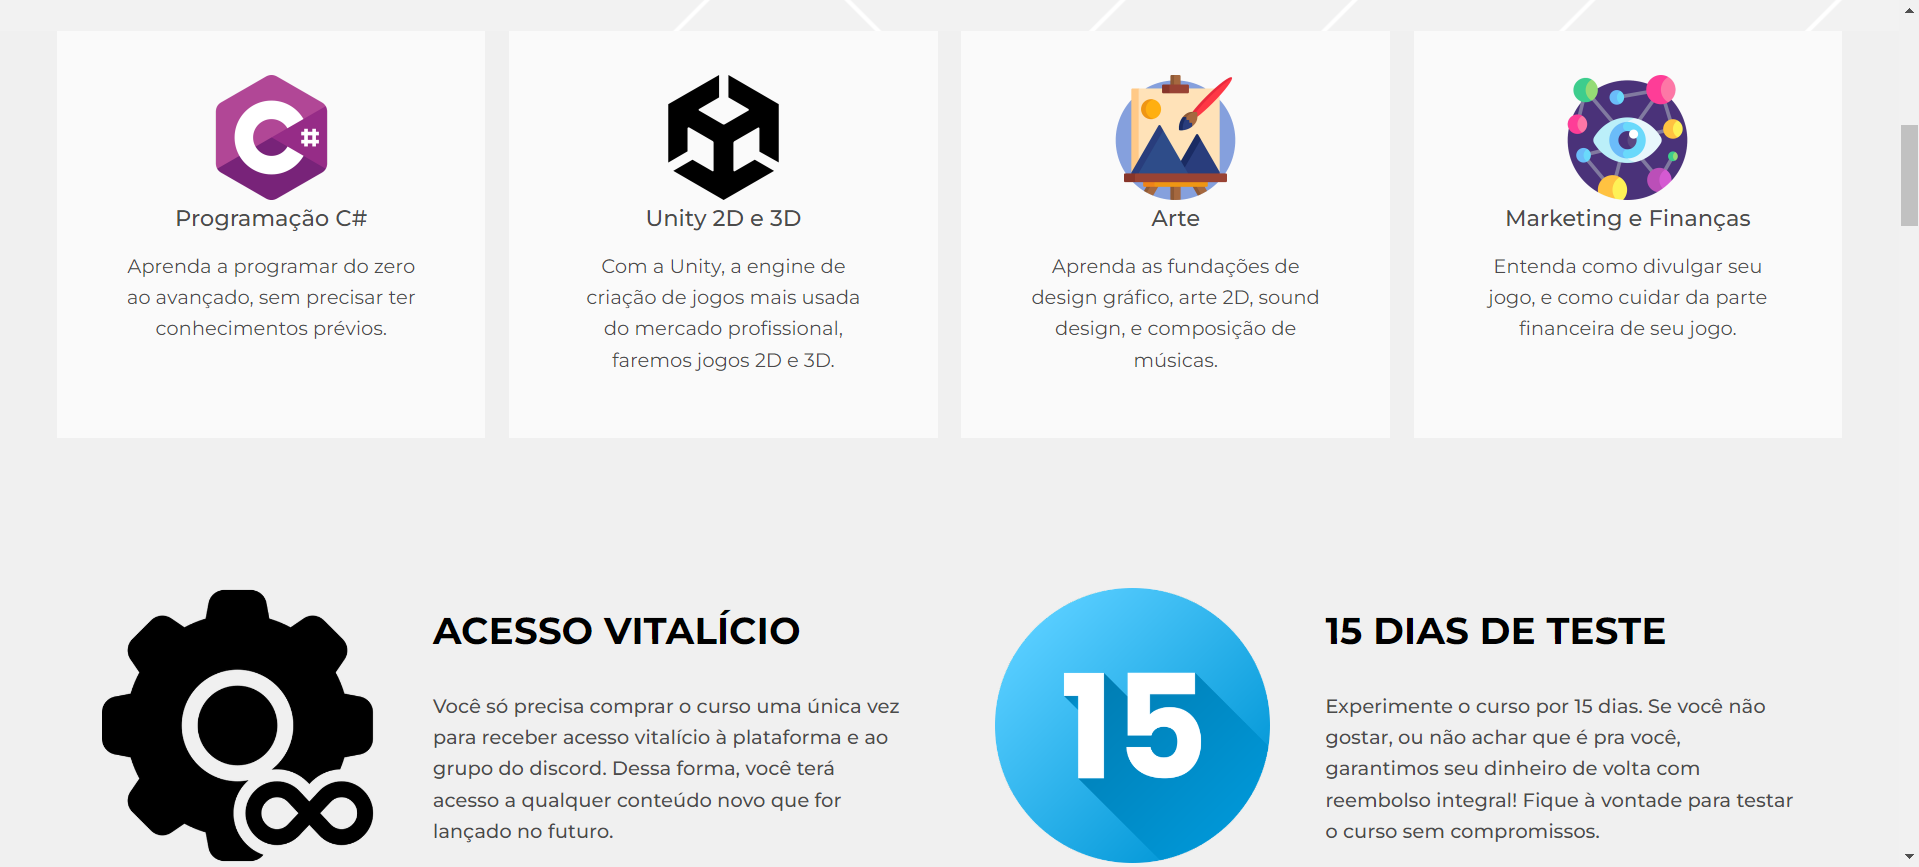 C#
Programação C#
Aprenda a programar do zero
ao avançado, sem precisar ter
conhecimentos prévios.
Unity 2D e 3D
Com a Unity, a engine de
criação de jogos mais usada
do mercado profissional,
faremos jogos 2D e 3D.
Arte
Aprenda as fundações de
design gráfico, arte 2D, sound
design, e composição de
músicas.
Marketing e Finanças
Entenda como divulgar seu
jogo, e como cuidar da parte
financeira de seu jogo.
ACESSO VITALÍCIO
Você só precisa comprar o curso uma única vez
para receber acesso vitalício à plataforma e ao
grupo do discord. Dessa forma, você terá
acesso a qualquer conteúdo novo que for
lançado no futuro.
15
15 DIAS DE TESTE
Experimente o curso por 15 dias. Se você não
gostar, ou não achar que é pra você,
garantimos seu dinheiro de volta com
reembolso integral! Fique à vontade para testar
o curso sem compromissos.